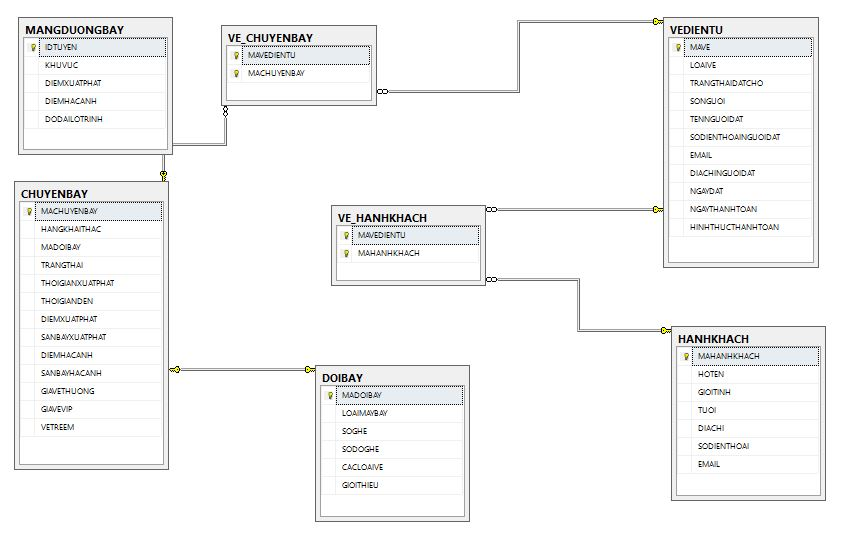 MANGDUONGBAY
IDTUYEN
KHUVUC
DIEMXUATPHAT
DIEMHACANH
DODAILOTRINH
VE_CHUYENBAY
MAVEDIENTU
MACHUYENBAY
VEDIENTU
MAVE
LOAIVE
TRANGTHAIDATCHO
SONGUOI
TENNGUOIDAT
SODIENTHOAINGUOIDAT
EMAIL
DIACHINGUOIDAT
NGAYDAT
NGAYTHANHTOAN
HINHTHUCTHANHTOAN
CHUYENBAY
MACHUYENBAY
HANGKHAITHAC
MADOIBAY
TRANGTHAI
THOIGIANXUATPHAT
THOIGIANDEN
DIEMXUATPHAT
SANBAYXUATPHAT
DIEMHACANH
SANBAYHACANH
GIAVETHUONG
GIAVEVIP
VETREEM
VE_HANHKHACH
MAVEDIENTU
MAHANHKHACH
DOIBAY
MADOIBAY
LOAIMAYBAY
SOGHE
SODOGHE
CACLOAIVE
GIOITHIEU
HANHKHACH
MAHANHKHACH
HOTEN
GIOITINH
TUOI
DIACHI
SODIENTHOAI
EMAIL